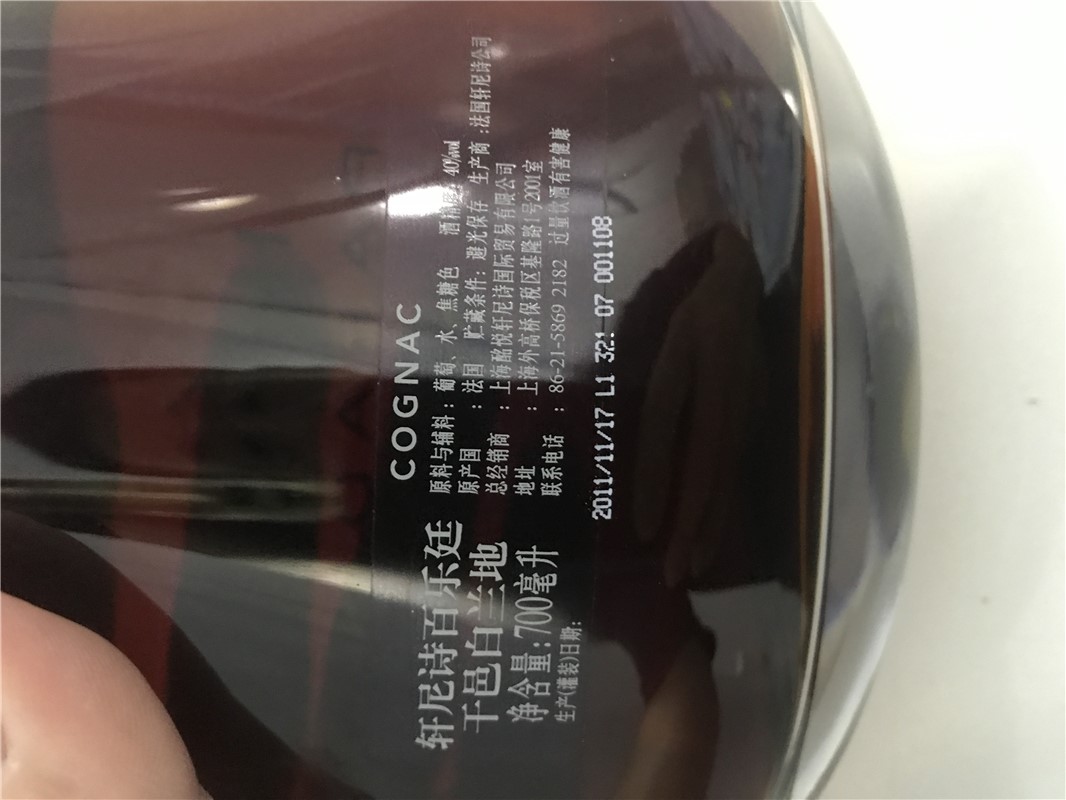 轩尼诗百乐廷
干邑白兰地
净含量:700毫升
生产(灌装)日期:
COGNAC
原料与辅料：葡萄、水、焦糖色 酒精度: 40%vol
原产国：法国 贮藏条件：避光保存 生产商：法国轩尼诗公司
总经销商：上海酩悦轩尼诗国际贸易有限公司
地址：上海外高桥保税区基隆路1号2001室
联系电话：86-21-5869 2182 过量饮酒有害健康
2011/11/17 L1 321 07 001108